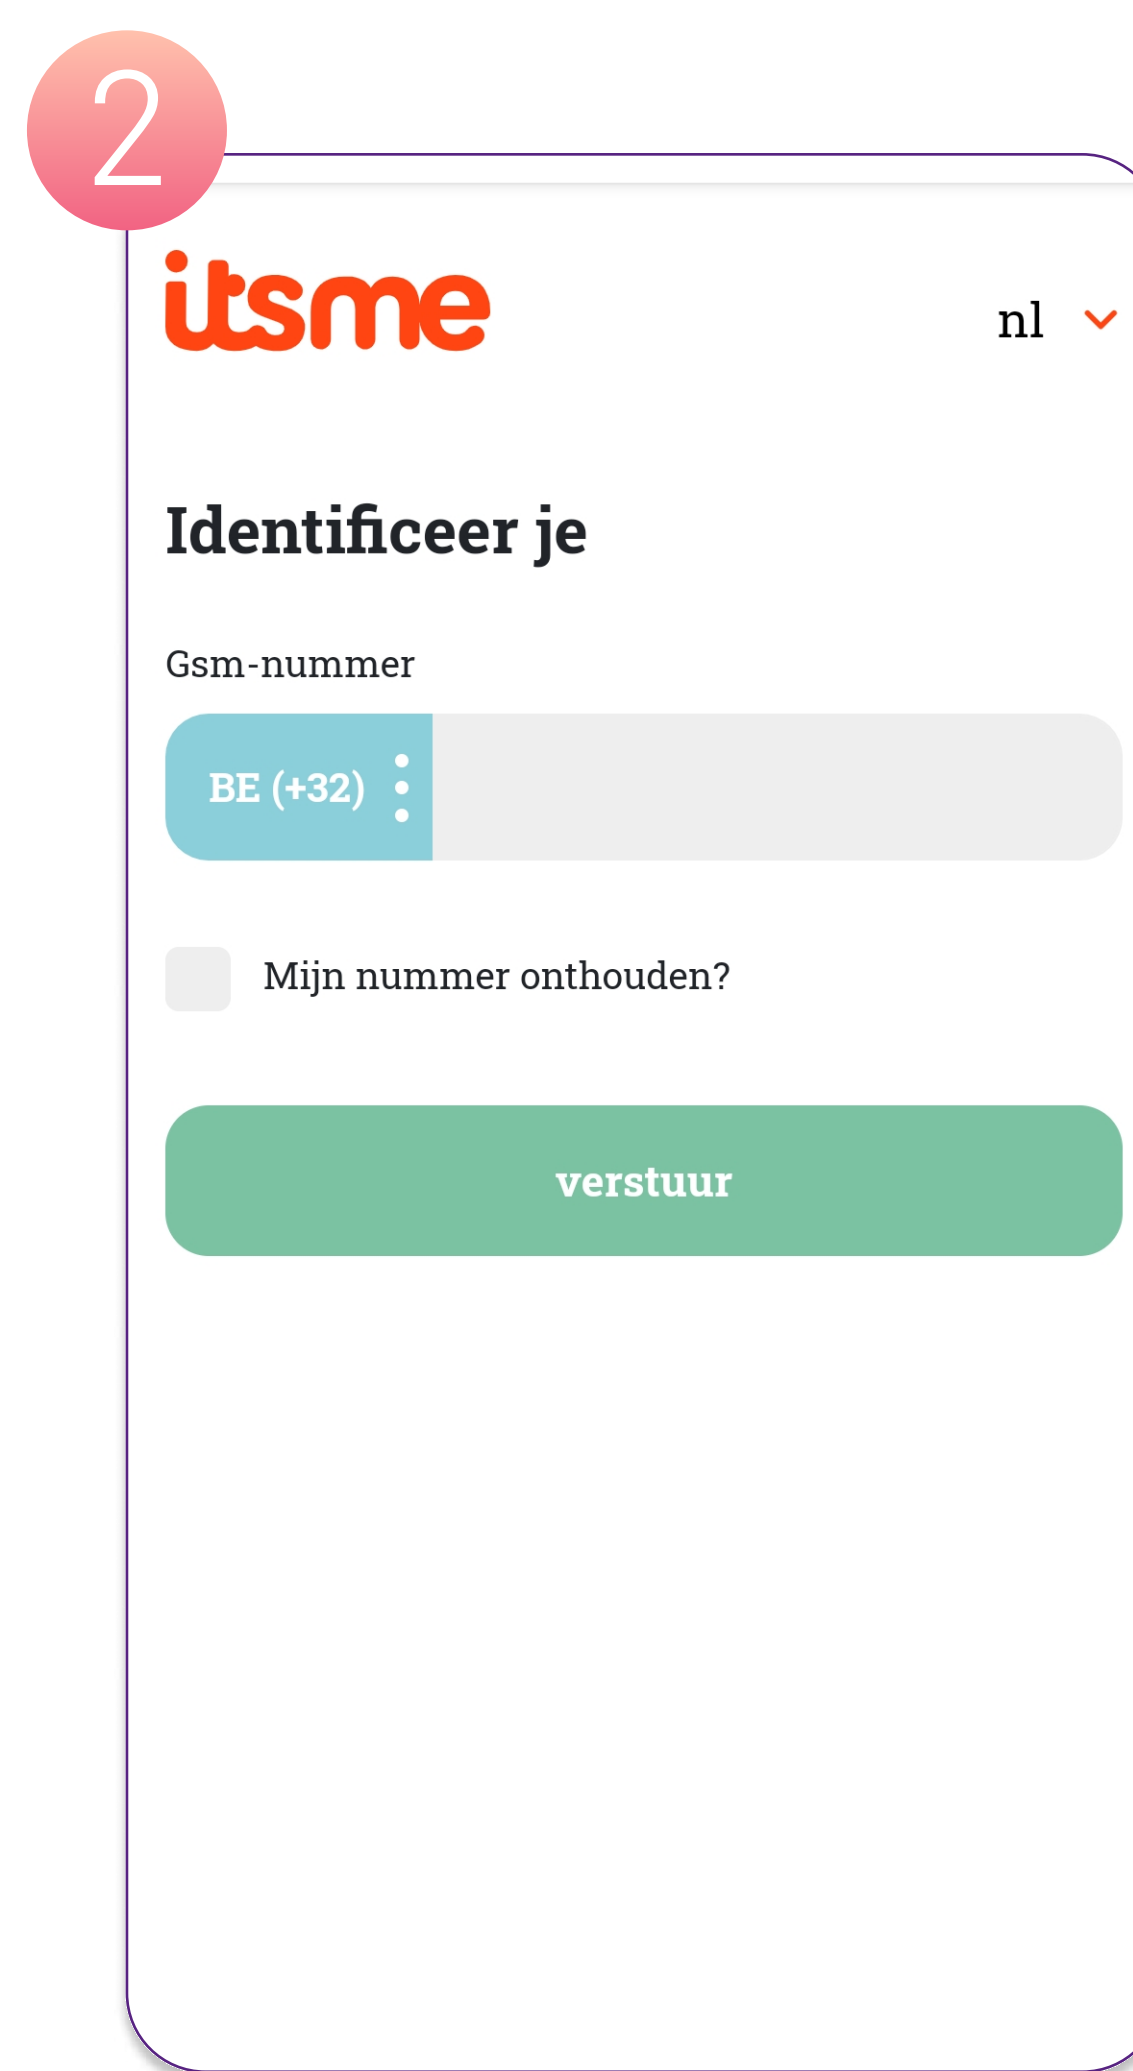 2
itsme
nl
Identificeer je
Gsm-nummer
BE (+32)
Mijn nummer onthouden?
verstuur